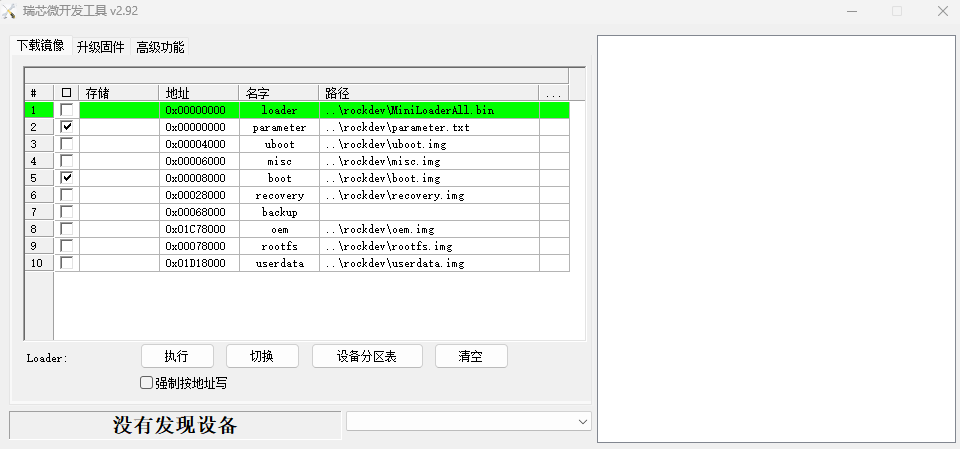 瑞芯微开发工具 v2.92
下载镜像 升级固件 高级功能
# 存储 地址 名字 路径 ...
1 0x00000000 loader ..\rockdev\MiniLoaderAll.bin
2 0x00000000 parameter ..\rockdev\parameter.txt
3 0x00004000 uboot ..\rockdev\uboot.img
4 0x00006000 misc ..\rockdev\misc.img
5 0x00008000 boot ..\rockdev\boot.img
6 0x00028000 recovery ..\rockdev\recovery.img
7 0x00068000 backup
8 0x01C78000 oem ..\rockdev\oem.img
9 0x00078000 rootfs ..\rockdev\rootfs.img
10 0x01D18000 userdata ..\rockdev\userdata.img
Loader: 执行 切换 设备分区表 清空
强制按地址写
没有发现设备